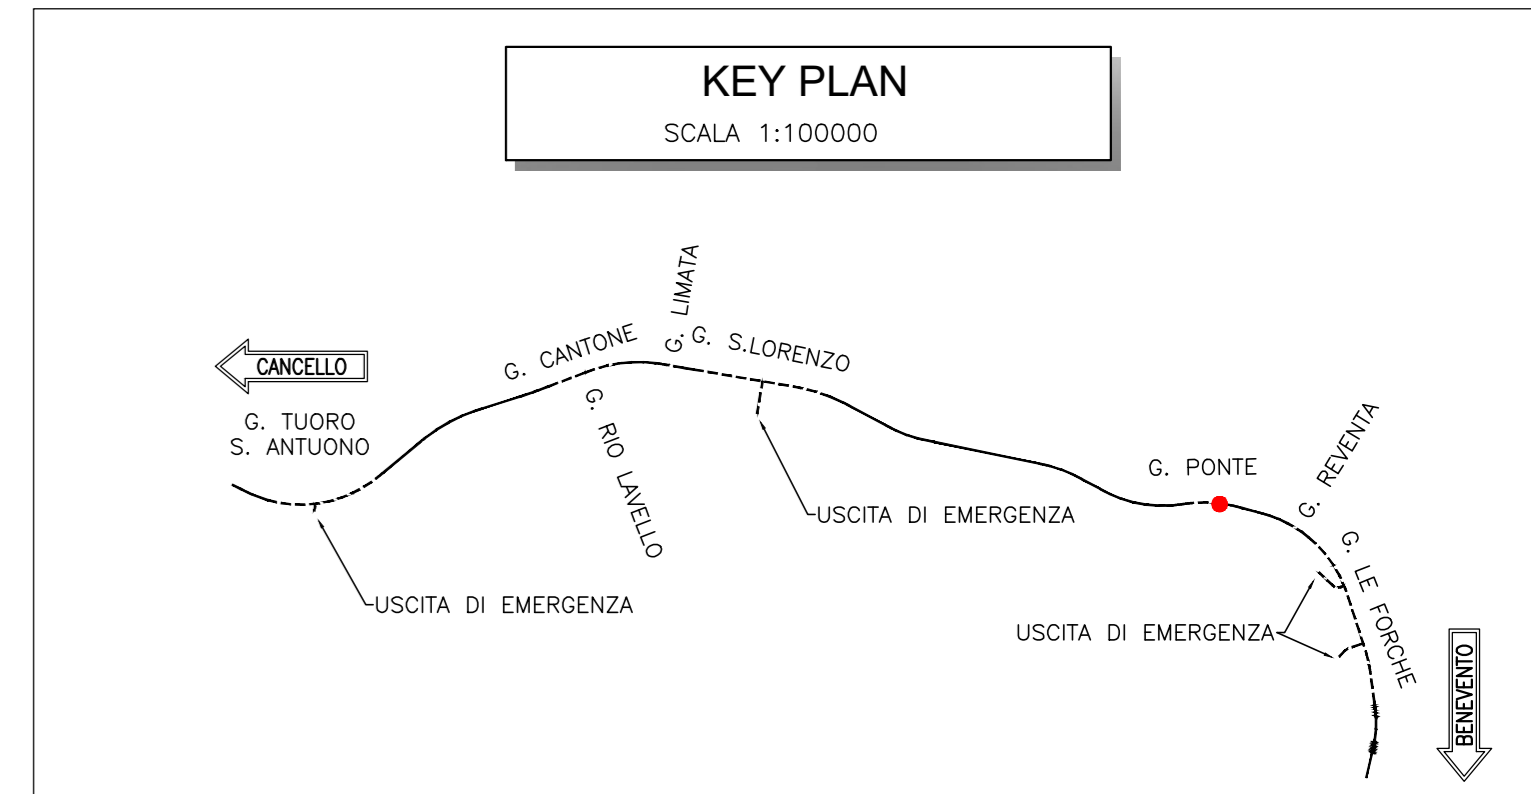 KEY PLAN
SCALA 1:100000
CANCELLO
G. TUORO
S. ANTUONO
G. CANTONE
G. LIMATA
G. S.LORENZO
G. RIO LAVELLO
USCITA DI EMERGENZA
USCITA DI EMERGENZA
G. PONTE
G. REVENTA
G. LE FORCHE
USCITA DI EMERGENZA
BENEVENTO